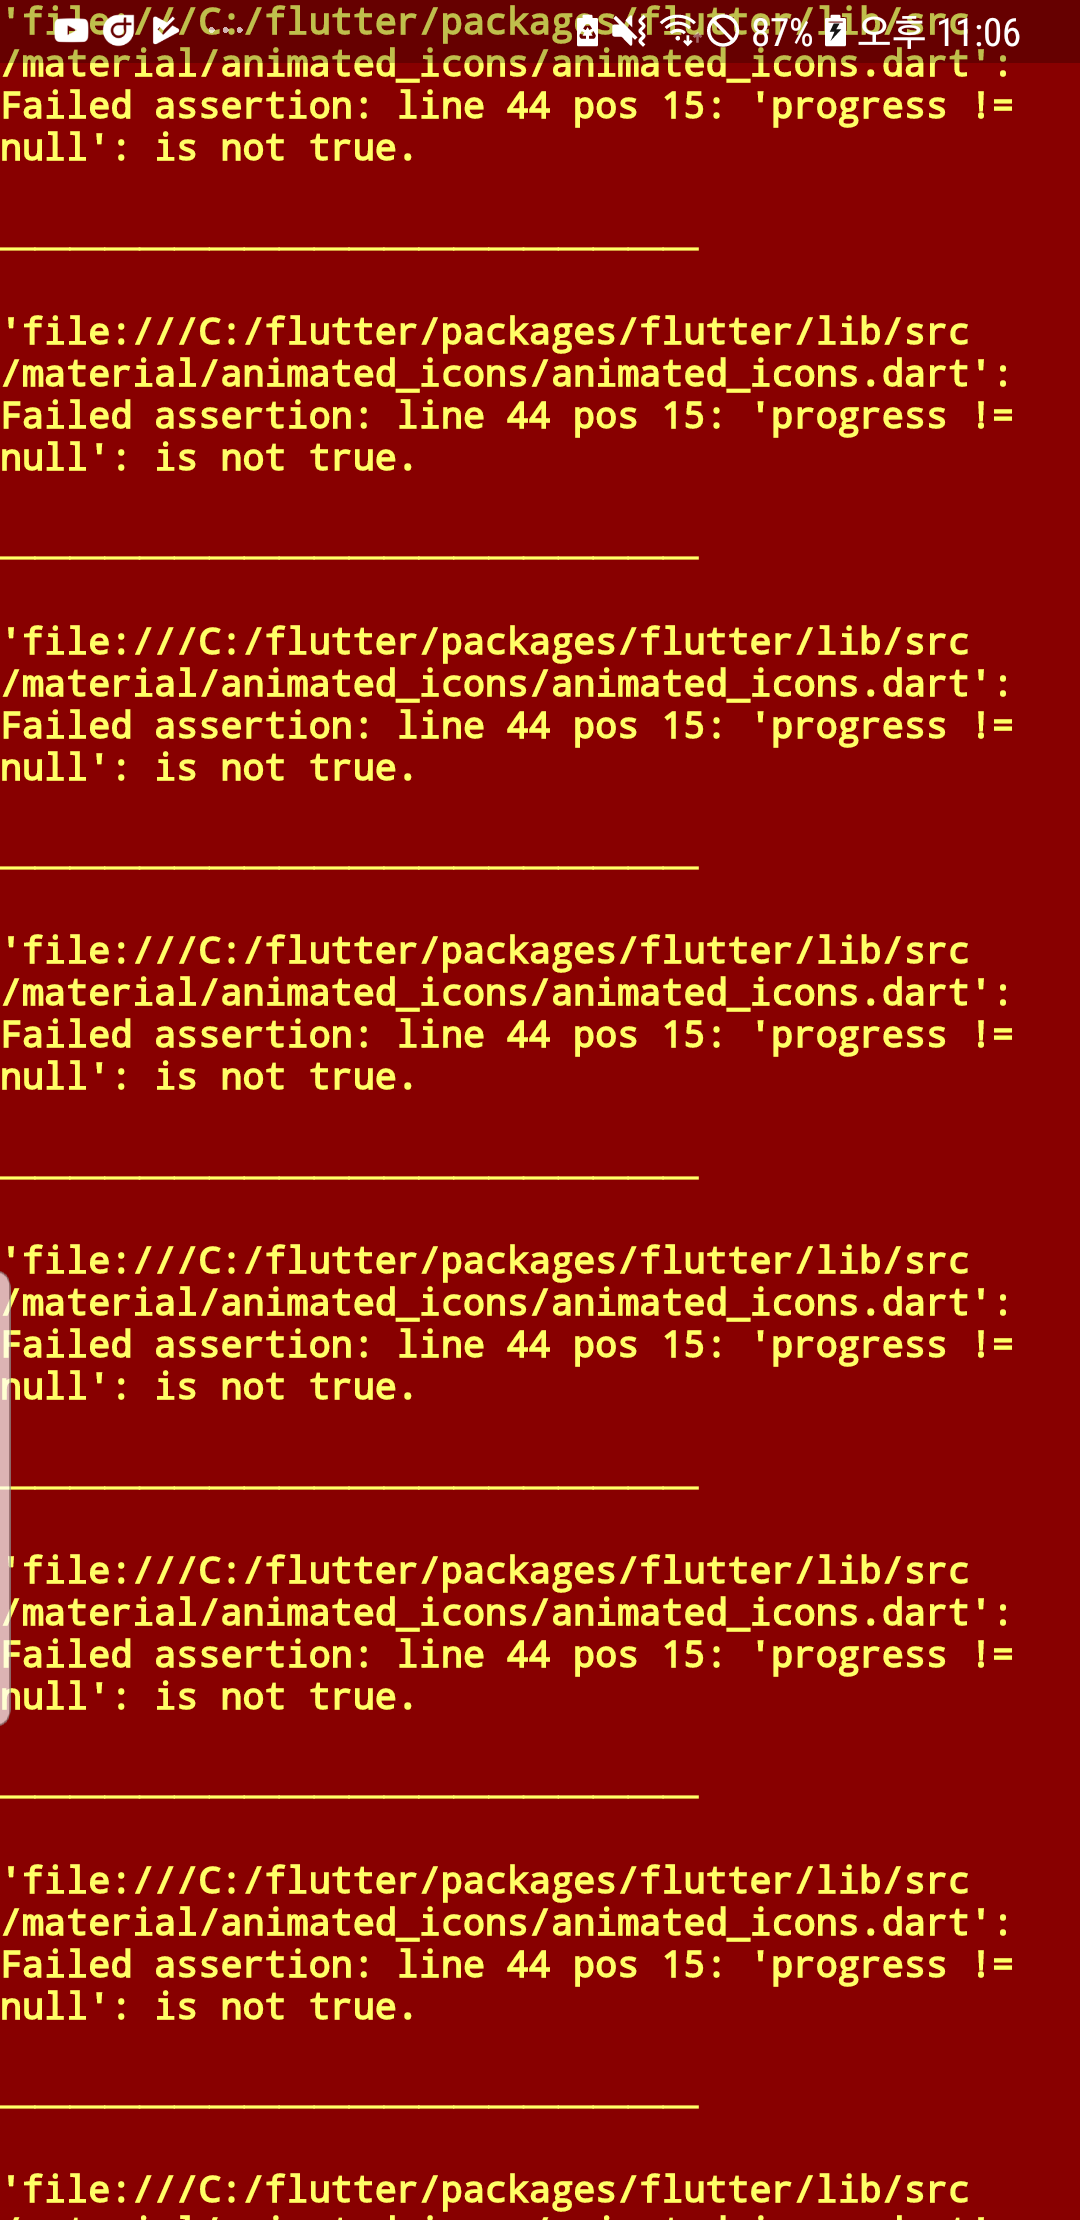 'file:///C:/flutter/packages/flutter/lib/src
87% 오후 11:06
/material/animated_icons/animated_icons.dart':
Failed assertion: line 44 pos 15: 'progress !=
null': is not true.
'file:///C:/flutter/packages/flutter/lib/src
/material/animated_icons/animated_icons.dart':
Failed assertion: line 44 pos 15: 'progress !=
null': is not true.
'file:///C:/flutter/packages/flutter/lib/src
/material/animated_icons/animated_icons.dart':
Failed assertion: line 44 pos 15: 'progress !=
null': is not true.
'file:///C:/flutter/packages/flutter/lib/src
/material/animated_icons/animated_icons.dart':
Failed assertion: line 44 pos 15: 'progress !=
null': is not true.
'file:///C:/flutter/packages/flutter/lib/src
/material/animated_icons/animated_icons.dart':
Failed assertion: line 44 pos 15: 'progress !=
null': is not true.
'file:///C:/flutter/packages/flutter/lib/src
/material/animated_icons/animated_icons.dart':
Failed assertion: line 44 pos 15: 'progress !=
null': is not true.
'file:///C:/flutter/packages/flutter/lib/src
/material/animated_icons/animated_icons.dart':
Failed assertion: line 44 pos 15: 'progress !=
null': is not true.
'file:///C:/flutter/packages/flutter/lib/src